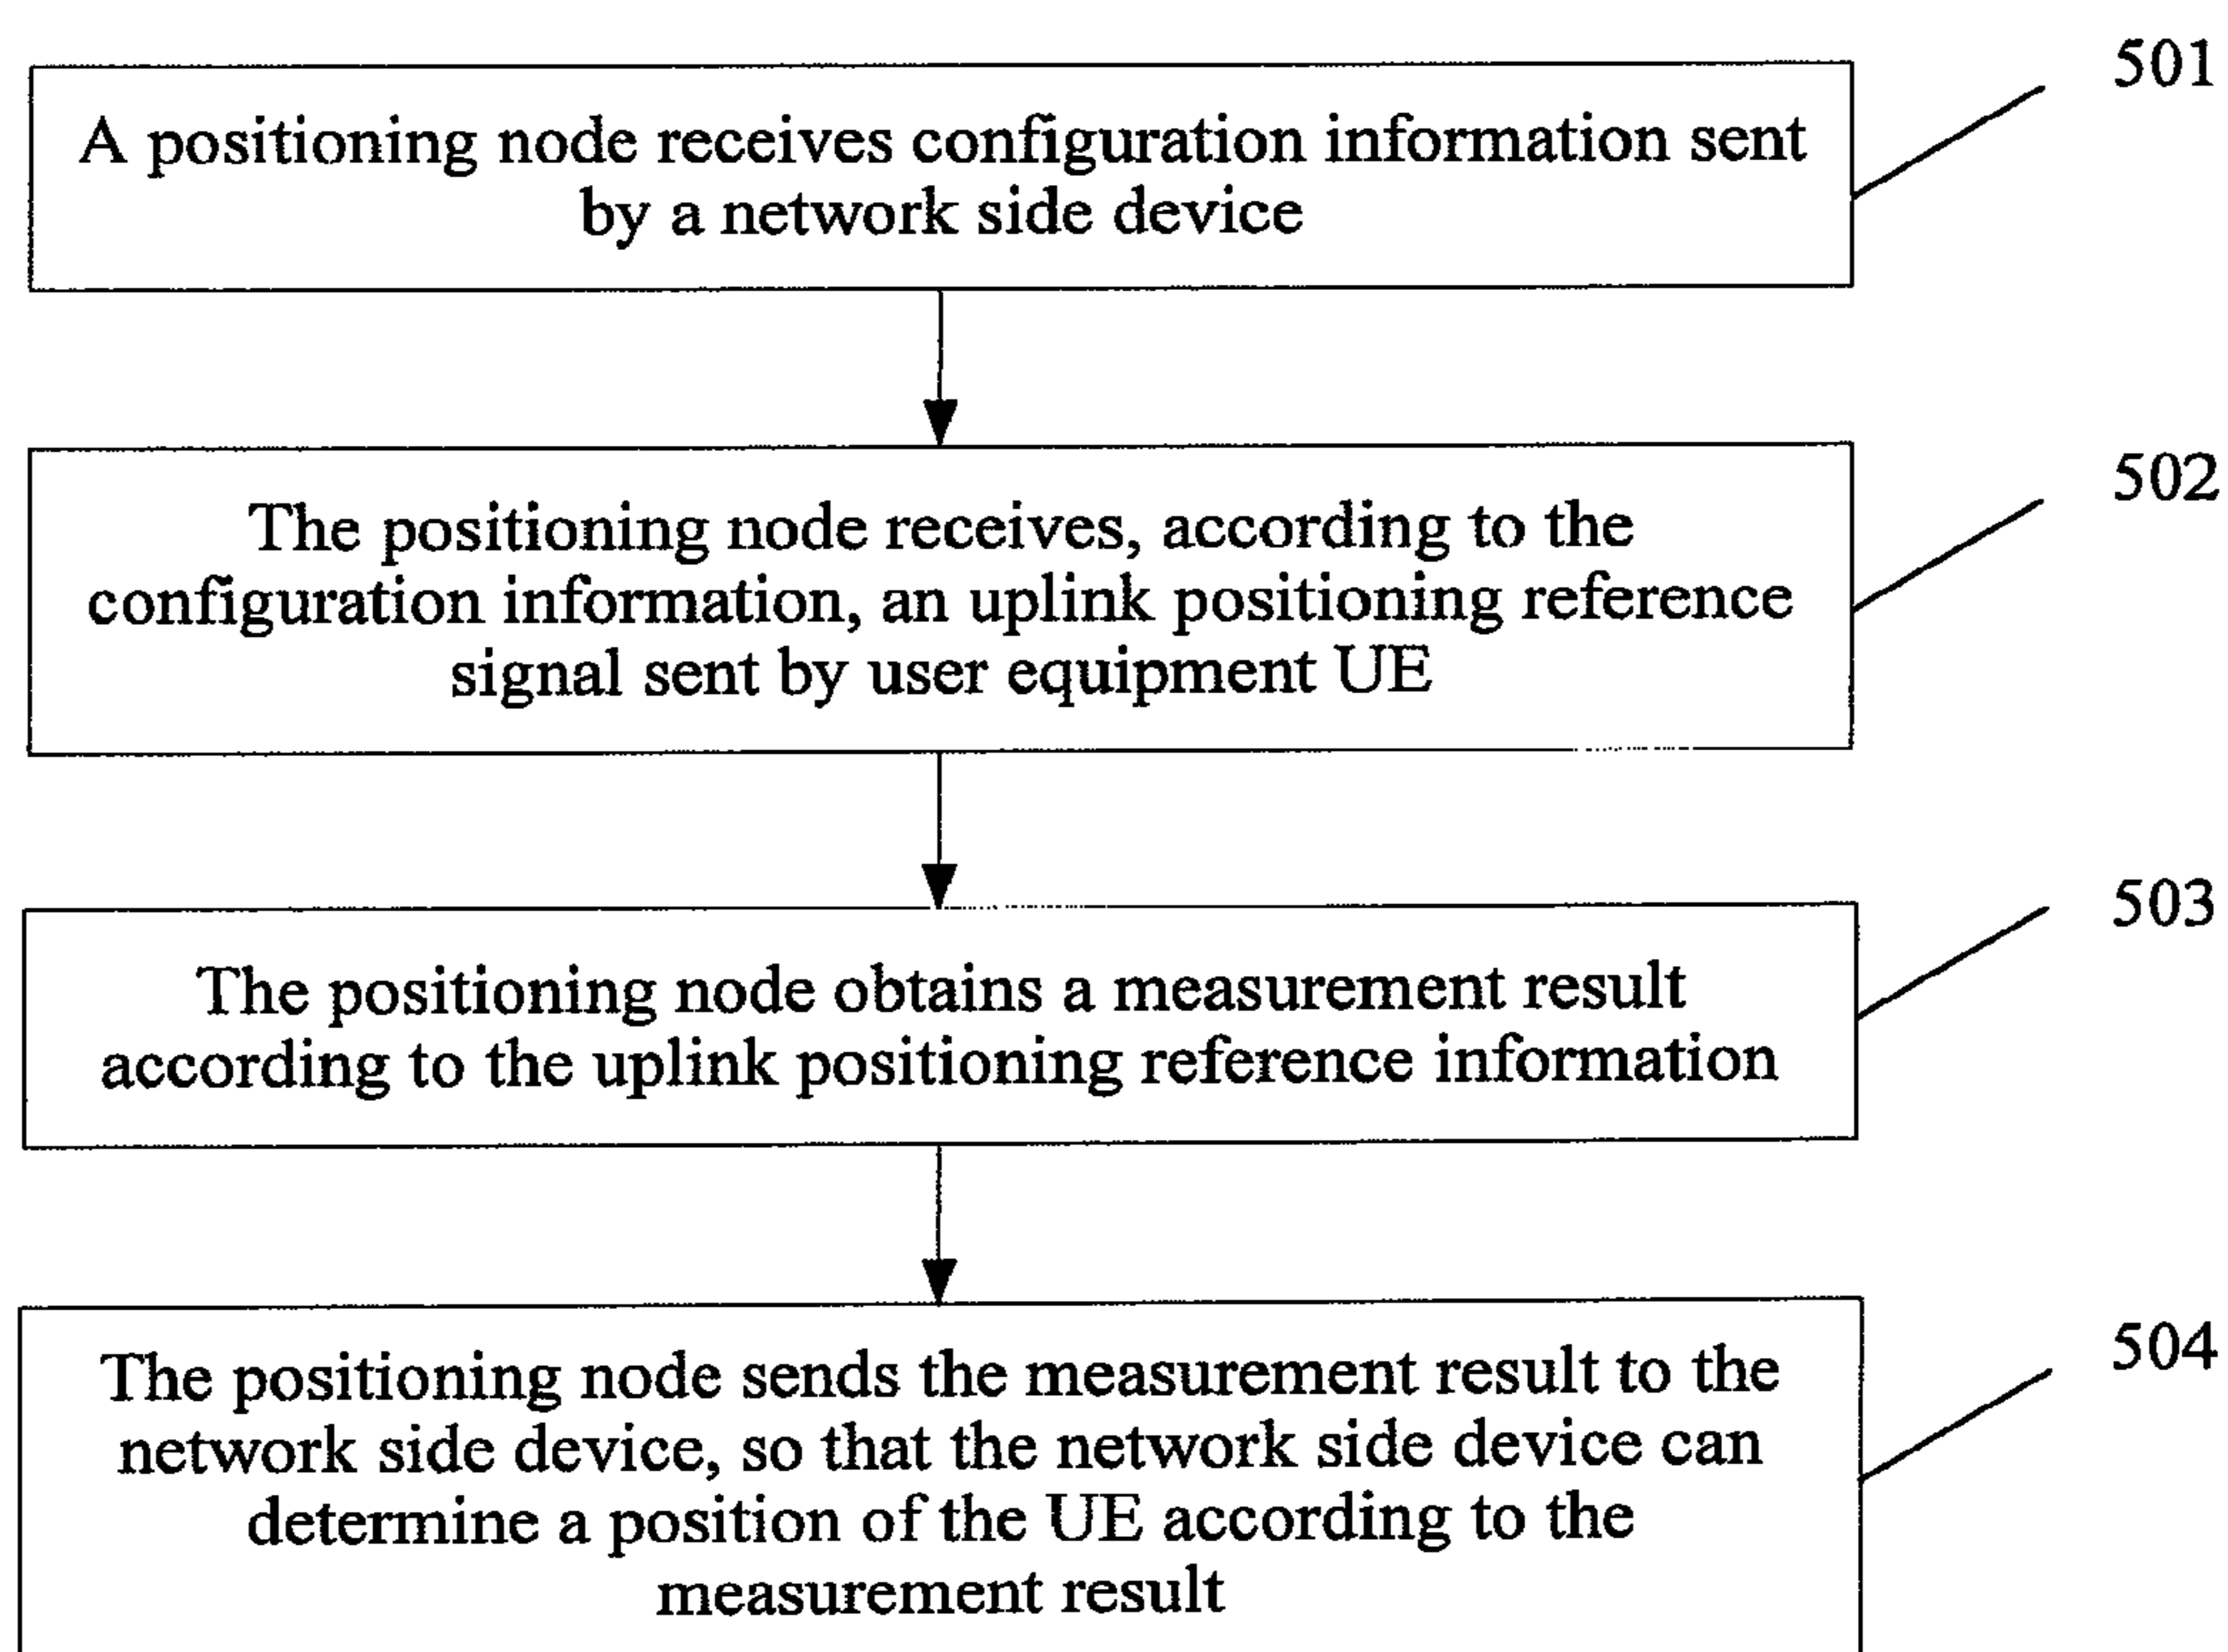 501
A positioning node receives configuration information sent
by a network side device
502
The positioning node receives, according to the
configuration information, an uplink positioning reference
signal sent by user equipment UE
503
The positioning node obtains a measurement result
according to the uplink positioning reference information
504
The positioning node sends the measurement result to the
network side device, so that the network side device can
determine a position of the UE according to the
measurement result